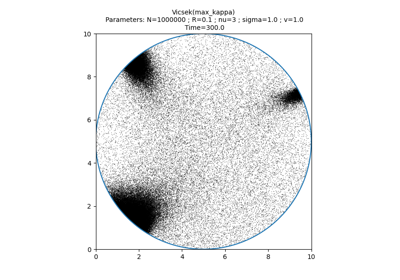 Vicsek(max_kappa)
Parameters: N=1000000 ; R=0.1 ; nu=3 ; sigma=1.0 ; v=1.0
Time=300.0
10
8
6
4
2
0
0 2 4 6 8 10